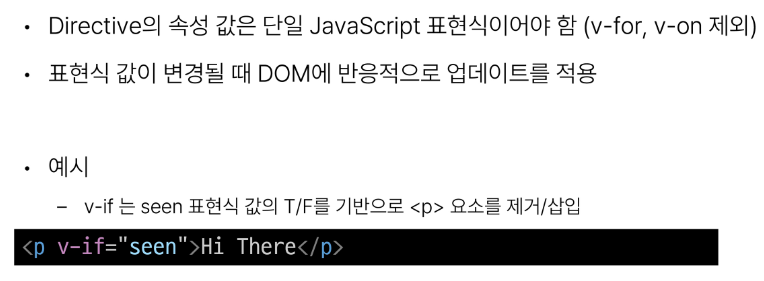 • Directive의 속성 값은 단일 JavaScript 표현식이어야 함 (v-for, v-on 제외)
• 표현식 값이 변경될 때 DOM에 반응적으로 업데이트를 적용
• 예시
– v-if 는 seen 표현식 값의 T/F를 기반으로 <p> 요소를 제거/삽입
<p v-if="seen">Hi There</p>